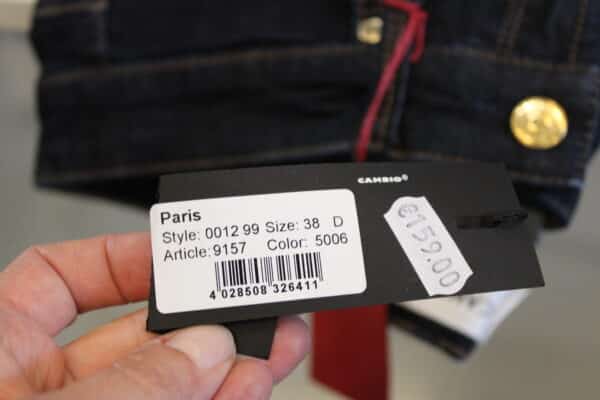 CAMBIO®
Paris
Style: 0012 99 Size: 38 D
Article: 9157 Color: 5006
4 028508 326411
€159.00